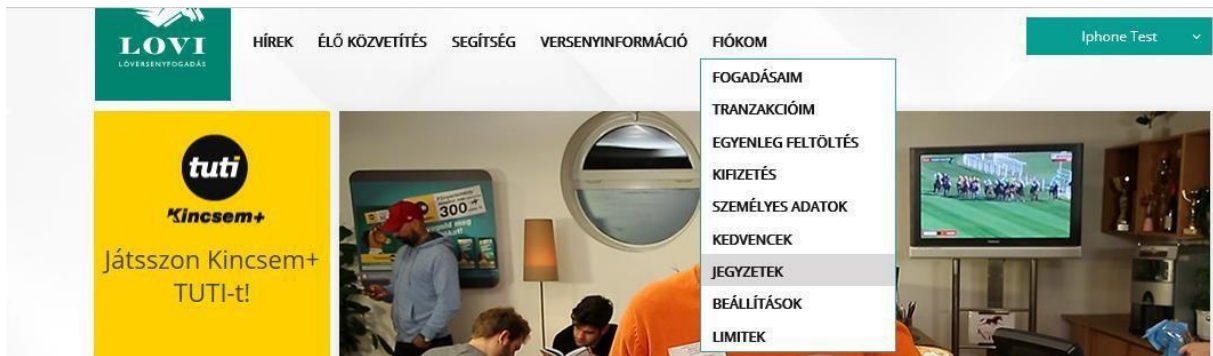 LOVI
LÓVERSENYFOGADÁS
HÍREK ÉLŐ KÖZVETÍTÉS SEGÍTSÉG VERSENYINFORMÁCIÓ FIÓKOM
Iphone Test
FOGADÁSAIM
TRANZAKCIÓIM
EGYENLEG FELTÖLTÉS
KIFIZETÉS
SZEMÉLYES ADATOK
KEDVENCEK
JEGYZETEK
BEÁLLÍTÁSOK
LIMITEK
tuti
Kincsem+
Játsszon Kincsem+
TUTI-t!
300